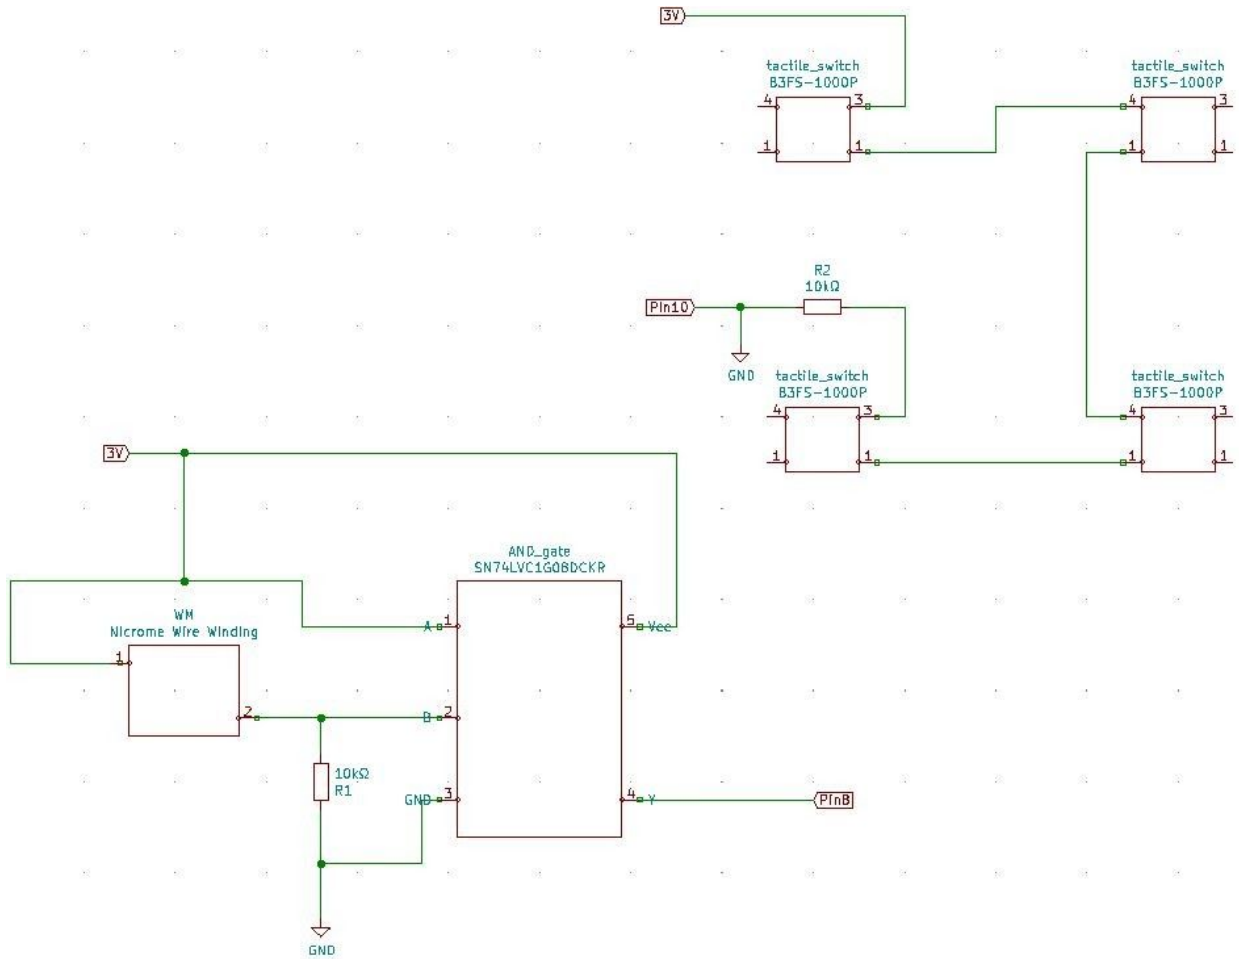 3V
tactile_switch
B3FS-1000P
4
3
1
1
tactile_switch
B3FS-1000P
4
3
1
1
R2
10kΩ
Pin10
GND
tactile_switch
B3FS-1000P
4
3
1
1
tactile_switch
B3FS-1000P
4
3
1
1
3V
AND_gate
SN74LVC1G08DCKR
WM
Nicrome Wire Winding
1
2
A 1
B 2
GND 3
5 Vcc
4 Y
10kΩ
R1
Pin8
GND